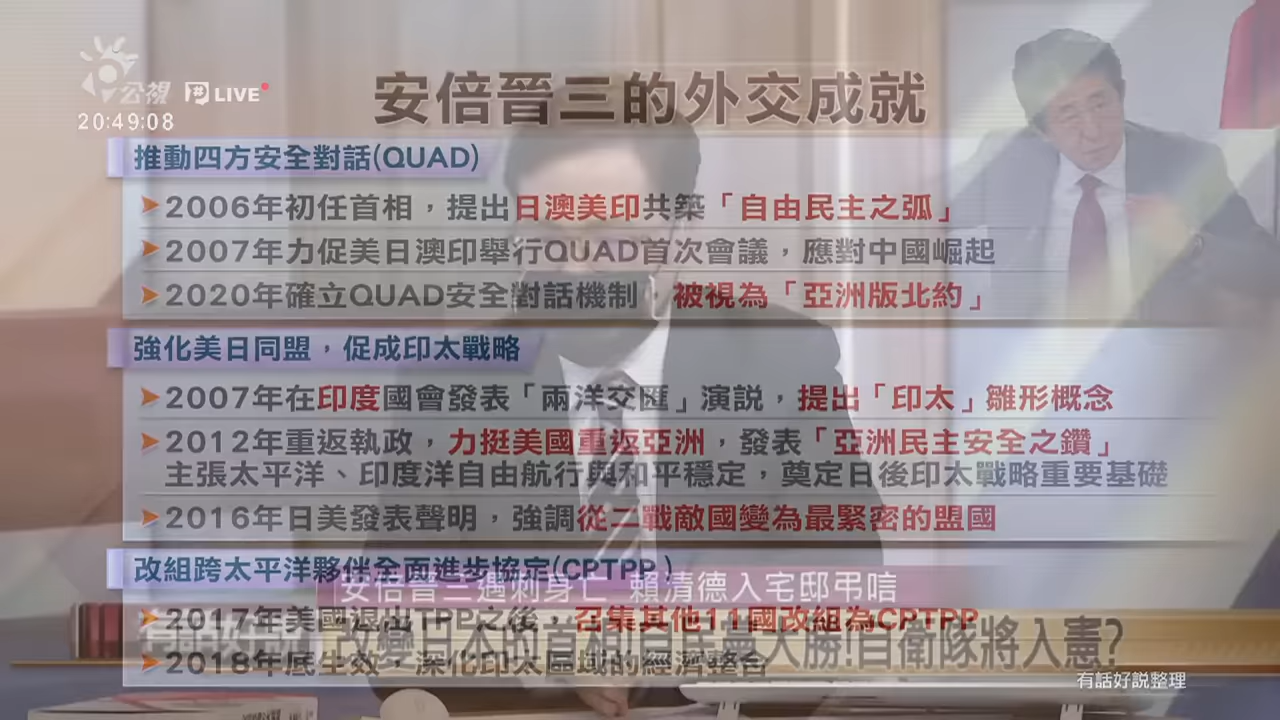 公視 LIVE
20:49:08
安倍晉三的外交成就
推動四方安全對話(QUAD)
2006年初任首相，提出日澳美印共築「自由民主之弧」
2007年力促美日澳印舉行QUAD首次會議，應對中國崛起
2020年確立QUAD安全對話機制，被視為「亞洲版北約」
強化美日同盟，促成印太戰略
2007年在印度國會發表「兩洋交匯」演說，提出「印太」雛形概念
2012年重返執政，力挺美國重返亞洲，發表「亞洲民主安全之鑽」
主張太平洋、印度洋自由航行與和平穩定，奠定日後印太戰略重要基礎
2016年日美發表聲明，強調從二戰敵國變為最緊密的盟國
改組跨太平洋夥伴全面進步協定(CPTPP)
安倍晉三遇刺身亡 賴清德入宅邸弔唁
2017年美國退出TPP之後，召集其他11國改組為CPTPP
改變日本的首相!自民黨大勝!自衛隊將入憲?
2018年底生效，深化印太區域的經濟整合
有話好說整理